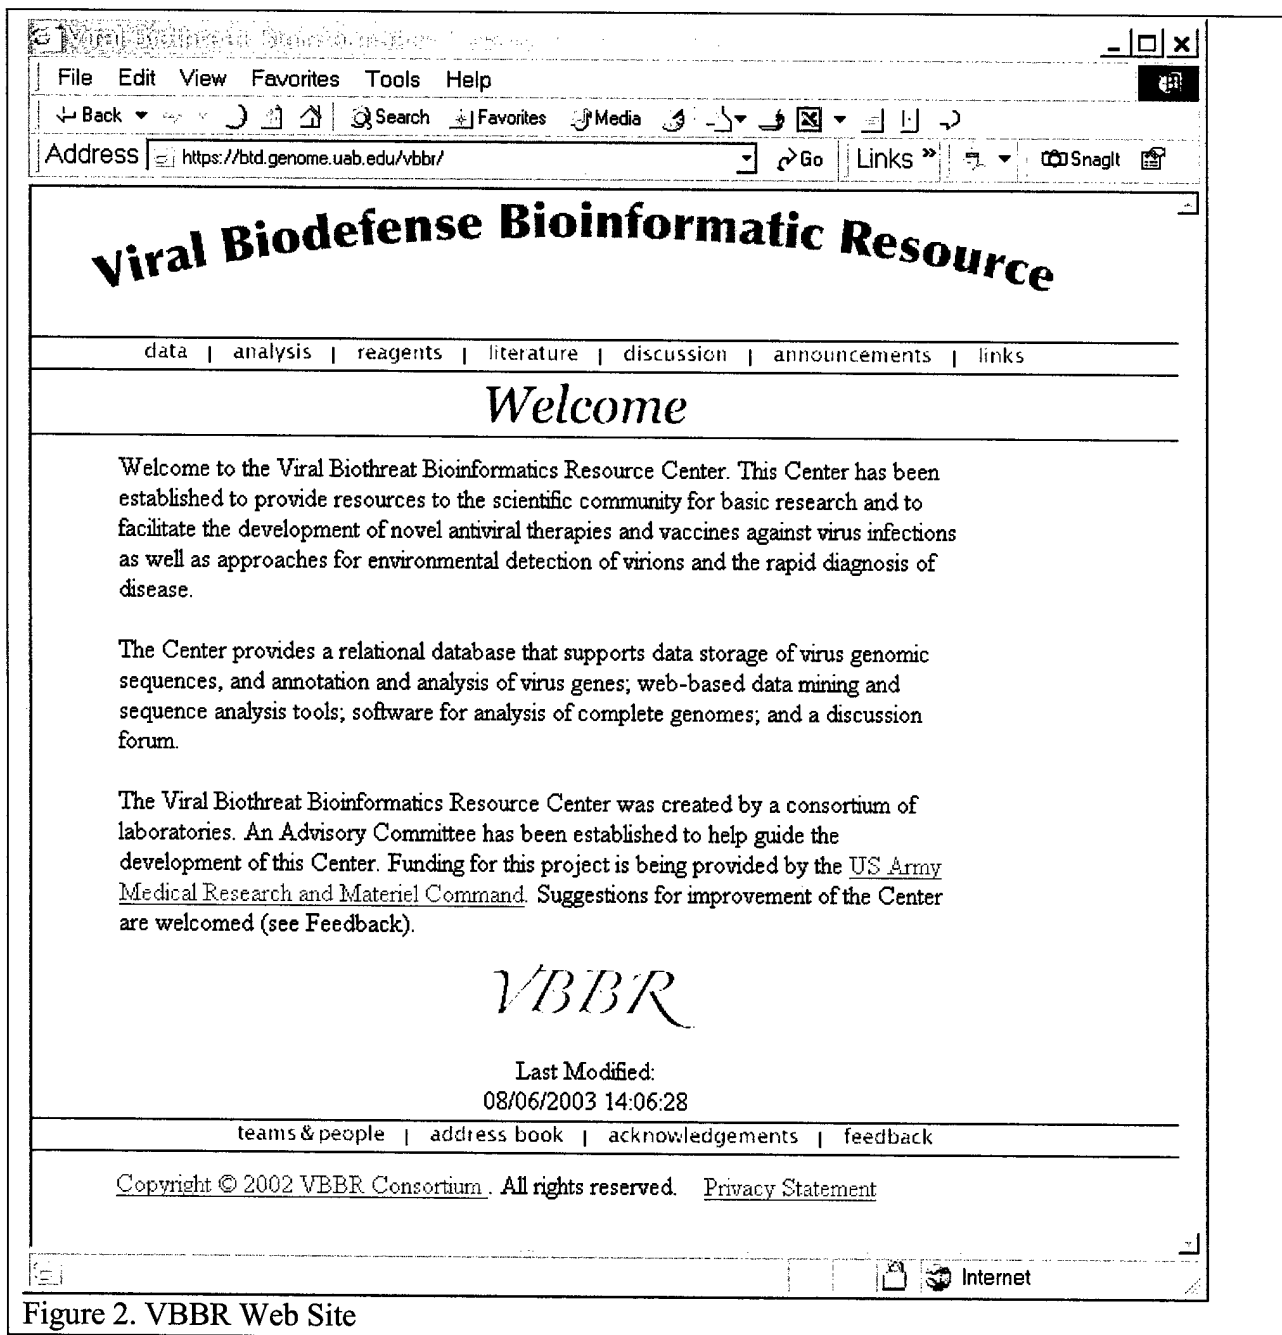 Viral Biothreat Bioinformatics
File Edit View Favorites Tools Help
Back Search Favorites Media
Address https://btd.genome.uab.edu/vbbr/ Go Links » SnagIt
Viral Biodefense Bioinformatic Resource
data | analysis | reagents | literature | discussion | announcements | links
Welcome
Welcome to the Viral Biothreat Bioinformatics Resource Center. This Center has been
established to provide resources to the scientific community for basic research and to
facilitate the development of novel antiviral therapies and vaccines against virus infections
as well as approaches for environmental detection of virions and the rapid diagnosis of
disease.
The Center provides a relational database that supports data storage of virus genomic
sequences, and annotation and analysis of virus genes; web-based data mining and
sequence analysis tools; software for analysis of complete genomes; and a discussion
forum.
The Viral Biothreat Bioinformatics Resource Center was created by a consortium of
laboratories. An Advisory Committee has been established to help guide the
development of this Center. Funding for this project is being provided by the US Army
Medical Research and Materiel Command. Suggestions for improvement of the Center
are welcomed (see Feedback).
VBBR
Last Modified:
08/06/2003 14:06:28
teams & people | address book | acknowledgements | feedback
Copyright © 2002 VBBR Consortium . All rights reserved. Privacy Statement
Internet
Figure 2. VBBR Web Site